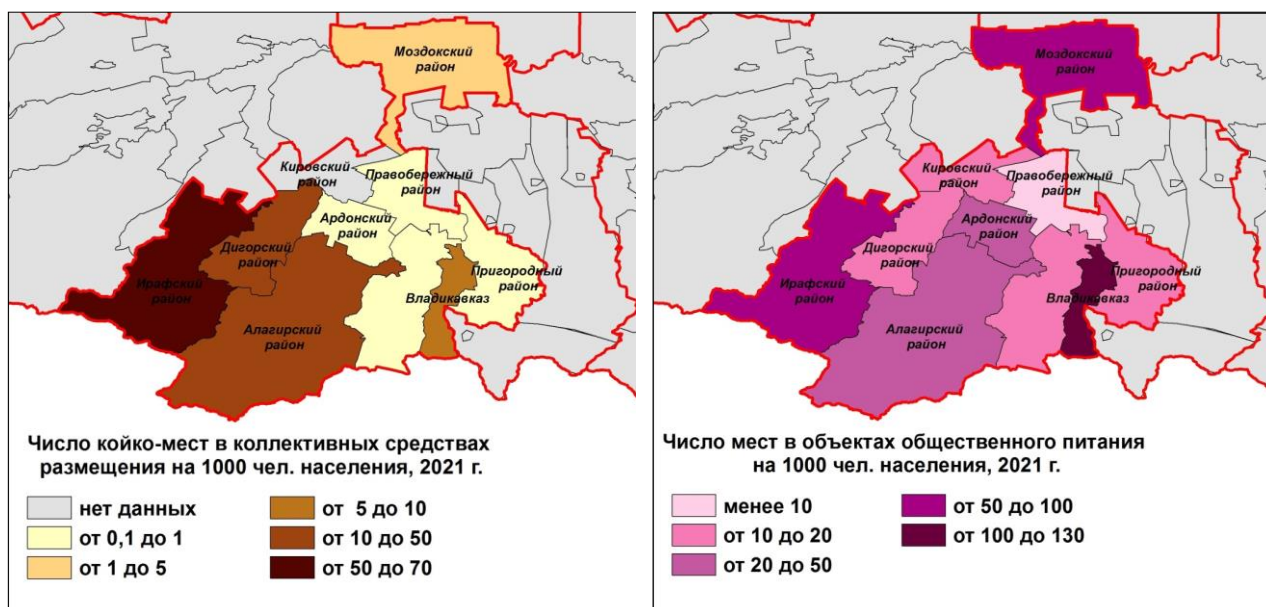 Моздокский
район
Кировский
район
Правобережный
район
Ардонский
район
Дигорский
район
Пригородный
район
Ирафский
район
Владикавказ
Алагирский
район
Число койко-мест в коллективных средствах
размещения на 1000 чел. населения, 2021 г.
нет данных
от 0,1 до 1
от 1 до 5
от 5 до 10
от 10 до 50
от 50 до 70
Моздокский
район
Кировский
район
Правобережный
район
Ардонский
район
Дигорский
район
Пригородный
район
Ирафский
район
Владикавказ
Алагирский
район
Число мест в объектах общественного питания
на 1000 чел. населения, 2021 г.
менее 10
от 10 до 20
от 20 до 50
от 50 до 100
от 100 до 130